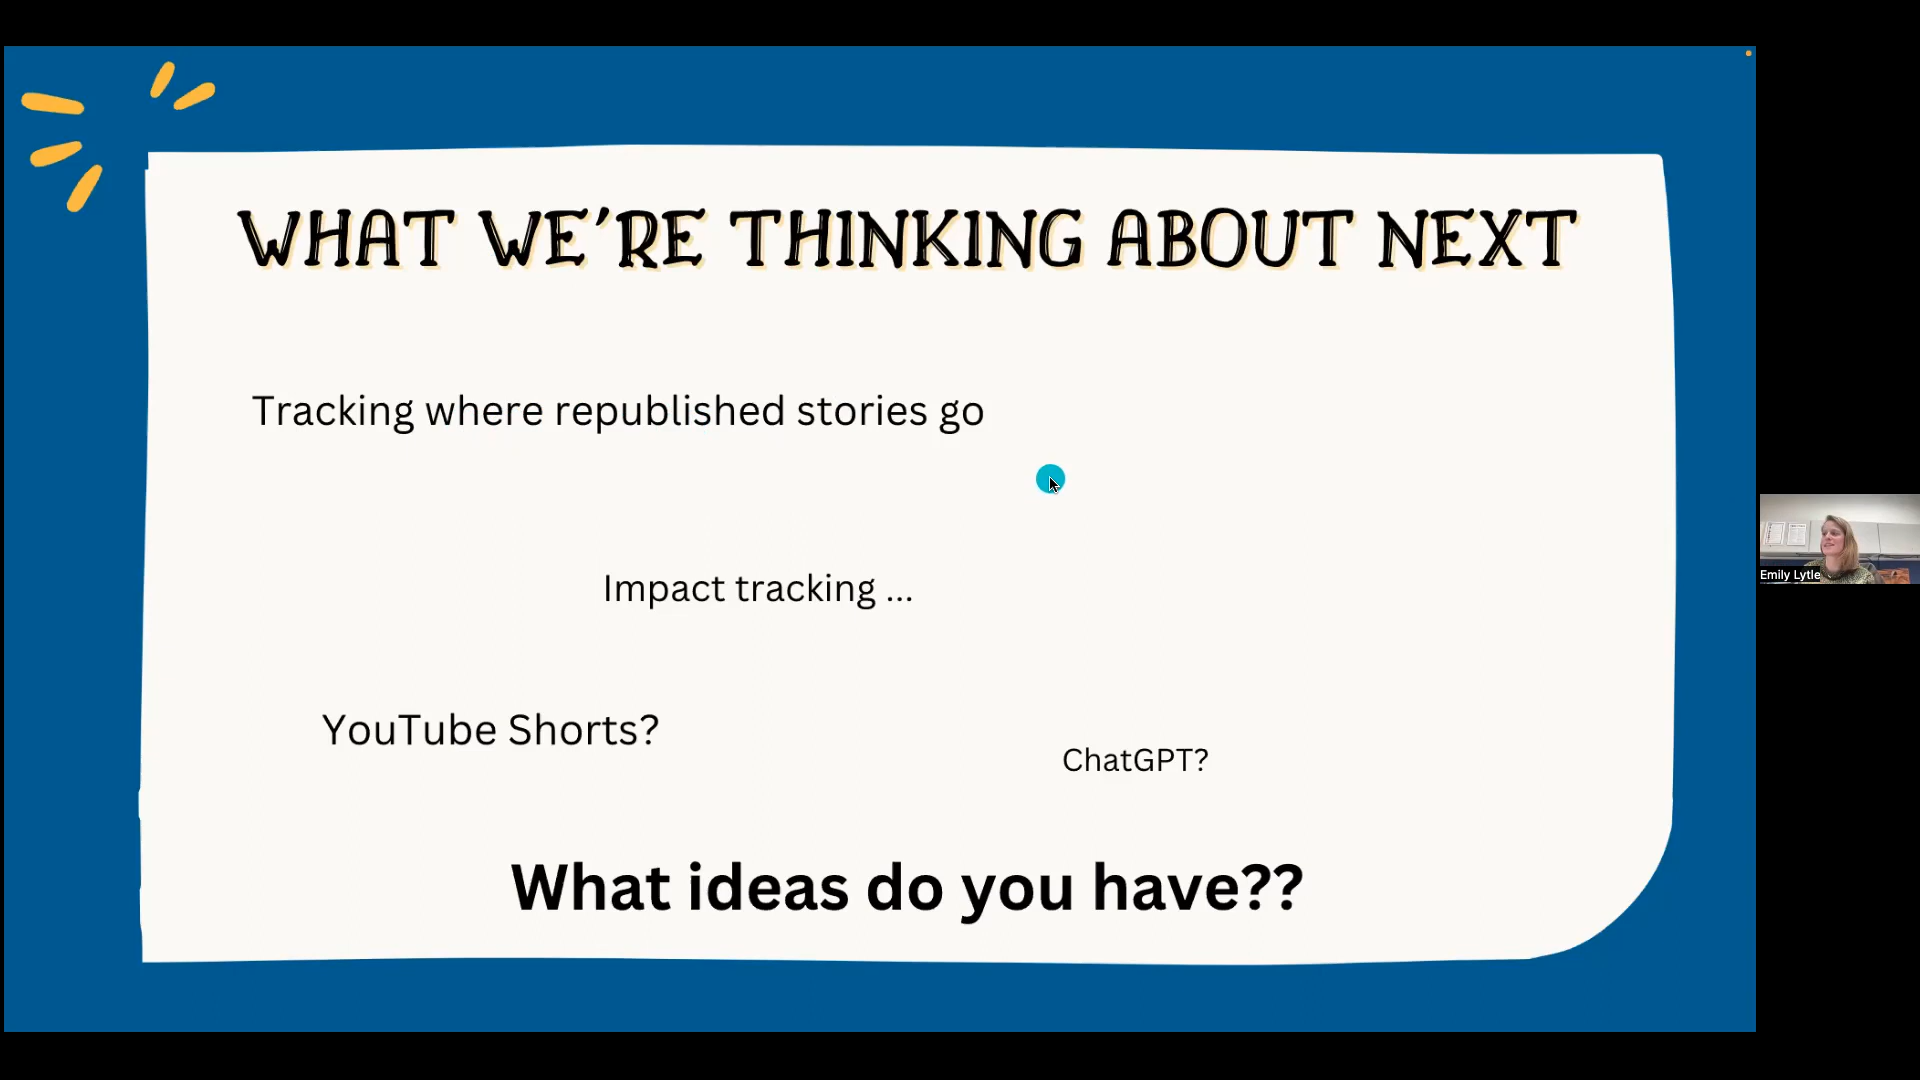 WHAT WE'RE THINKING ABOUT NEXT
Tracking where republished stories go
Impact tracking ...
YouTube Shorts?
ChatGPT?
What ideas do you have??
Emily Lytle